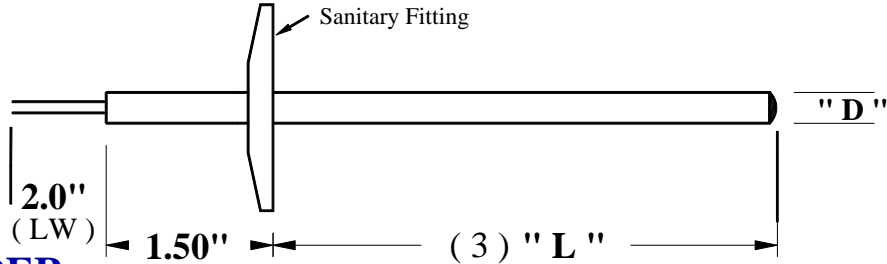 Sanitary Fitting
" D "
2.0"
( LW )
1.50"
( 3 ) " L "